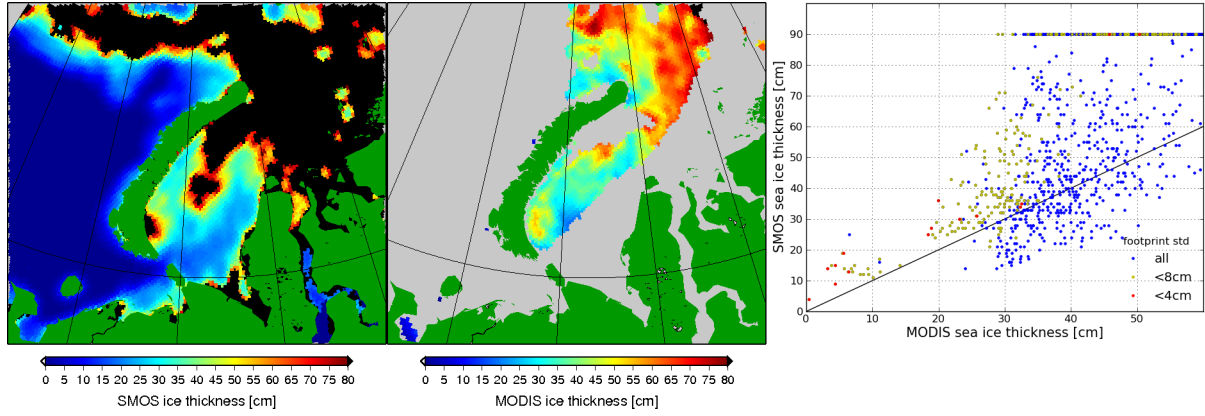 0 5 10 15 20 25 30 35 40 45 50 55 60 65 70 75 80
SMOS ice thickness [cm]
0 5 10 15 20 25 30 35 40 45 50 55 60 65 70 75 80
MODIS ice thickness [cm]
90
80
70
60
50
40
30
20
10
0
SMOS sea ice thickness [cm]
footprint std
all
<8cm
<4cm
0 10 20 30 40 50
MODIS sea ice thickness [cm]